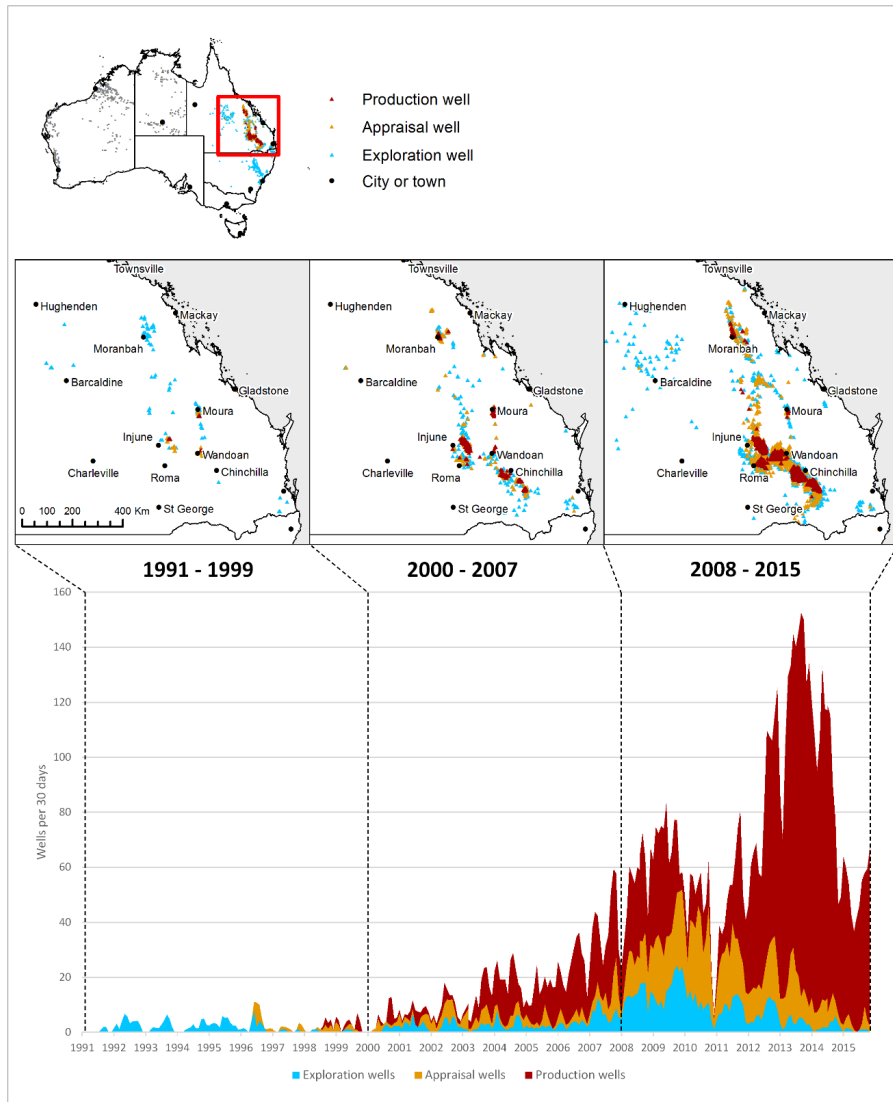 Production well
Appraisal well
Exploration well
City or town
Townsville
Hughenden
Mackay
Moranbah
Barcaldine
Gladstone
Moura
Injune
Wandoan
Charleville
Roma
Chinchilla
0 100 200 400 Km
St George
Townsville
Hughenden
Mackay
Moranbah
Barcaldine
Gladstone
Moura
Injune
Wandoan
Charleville
Roma
Chinchilla
St George
Townsville
Hughenden
Mackay
Moranbah
Barcaldine
Gladstone
Moura
Injune
Wandoan
Charleville
Roma
Chinchilla
St George
1991 - 1999 2000 - 2007 2008 - 2015
Wells per 30 days
160
140
120
100
80
60
40
20
0
1991 1992 1993 1994 1995 1996 1997 1998 1999 2000 2001 2002 2003 2004 2005 2006 2007 2008 2009 2010 2011 2012 2013 2014 2015
Exploration wells Appraisal wells Production wells